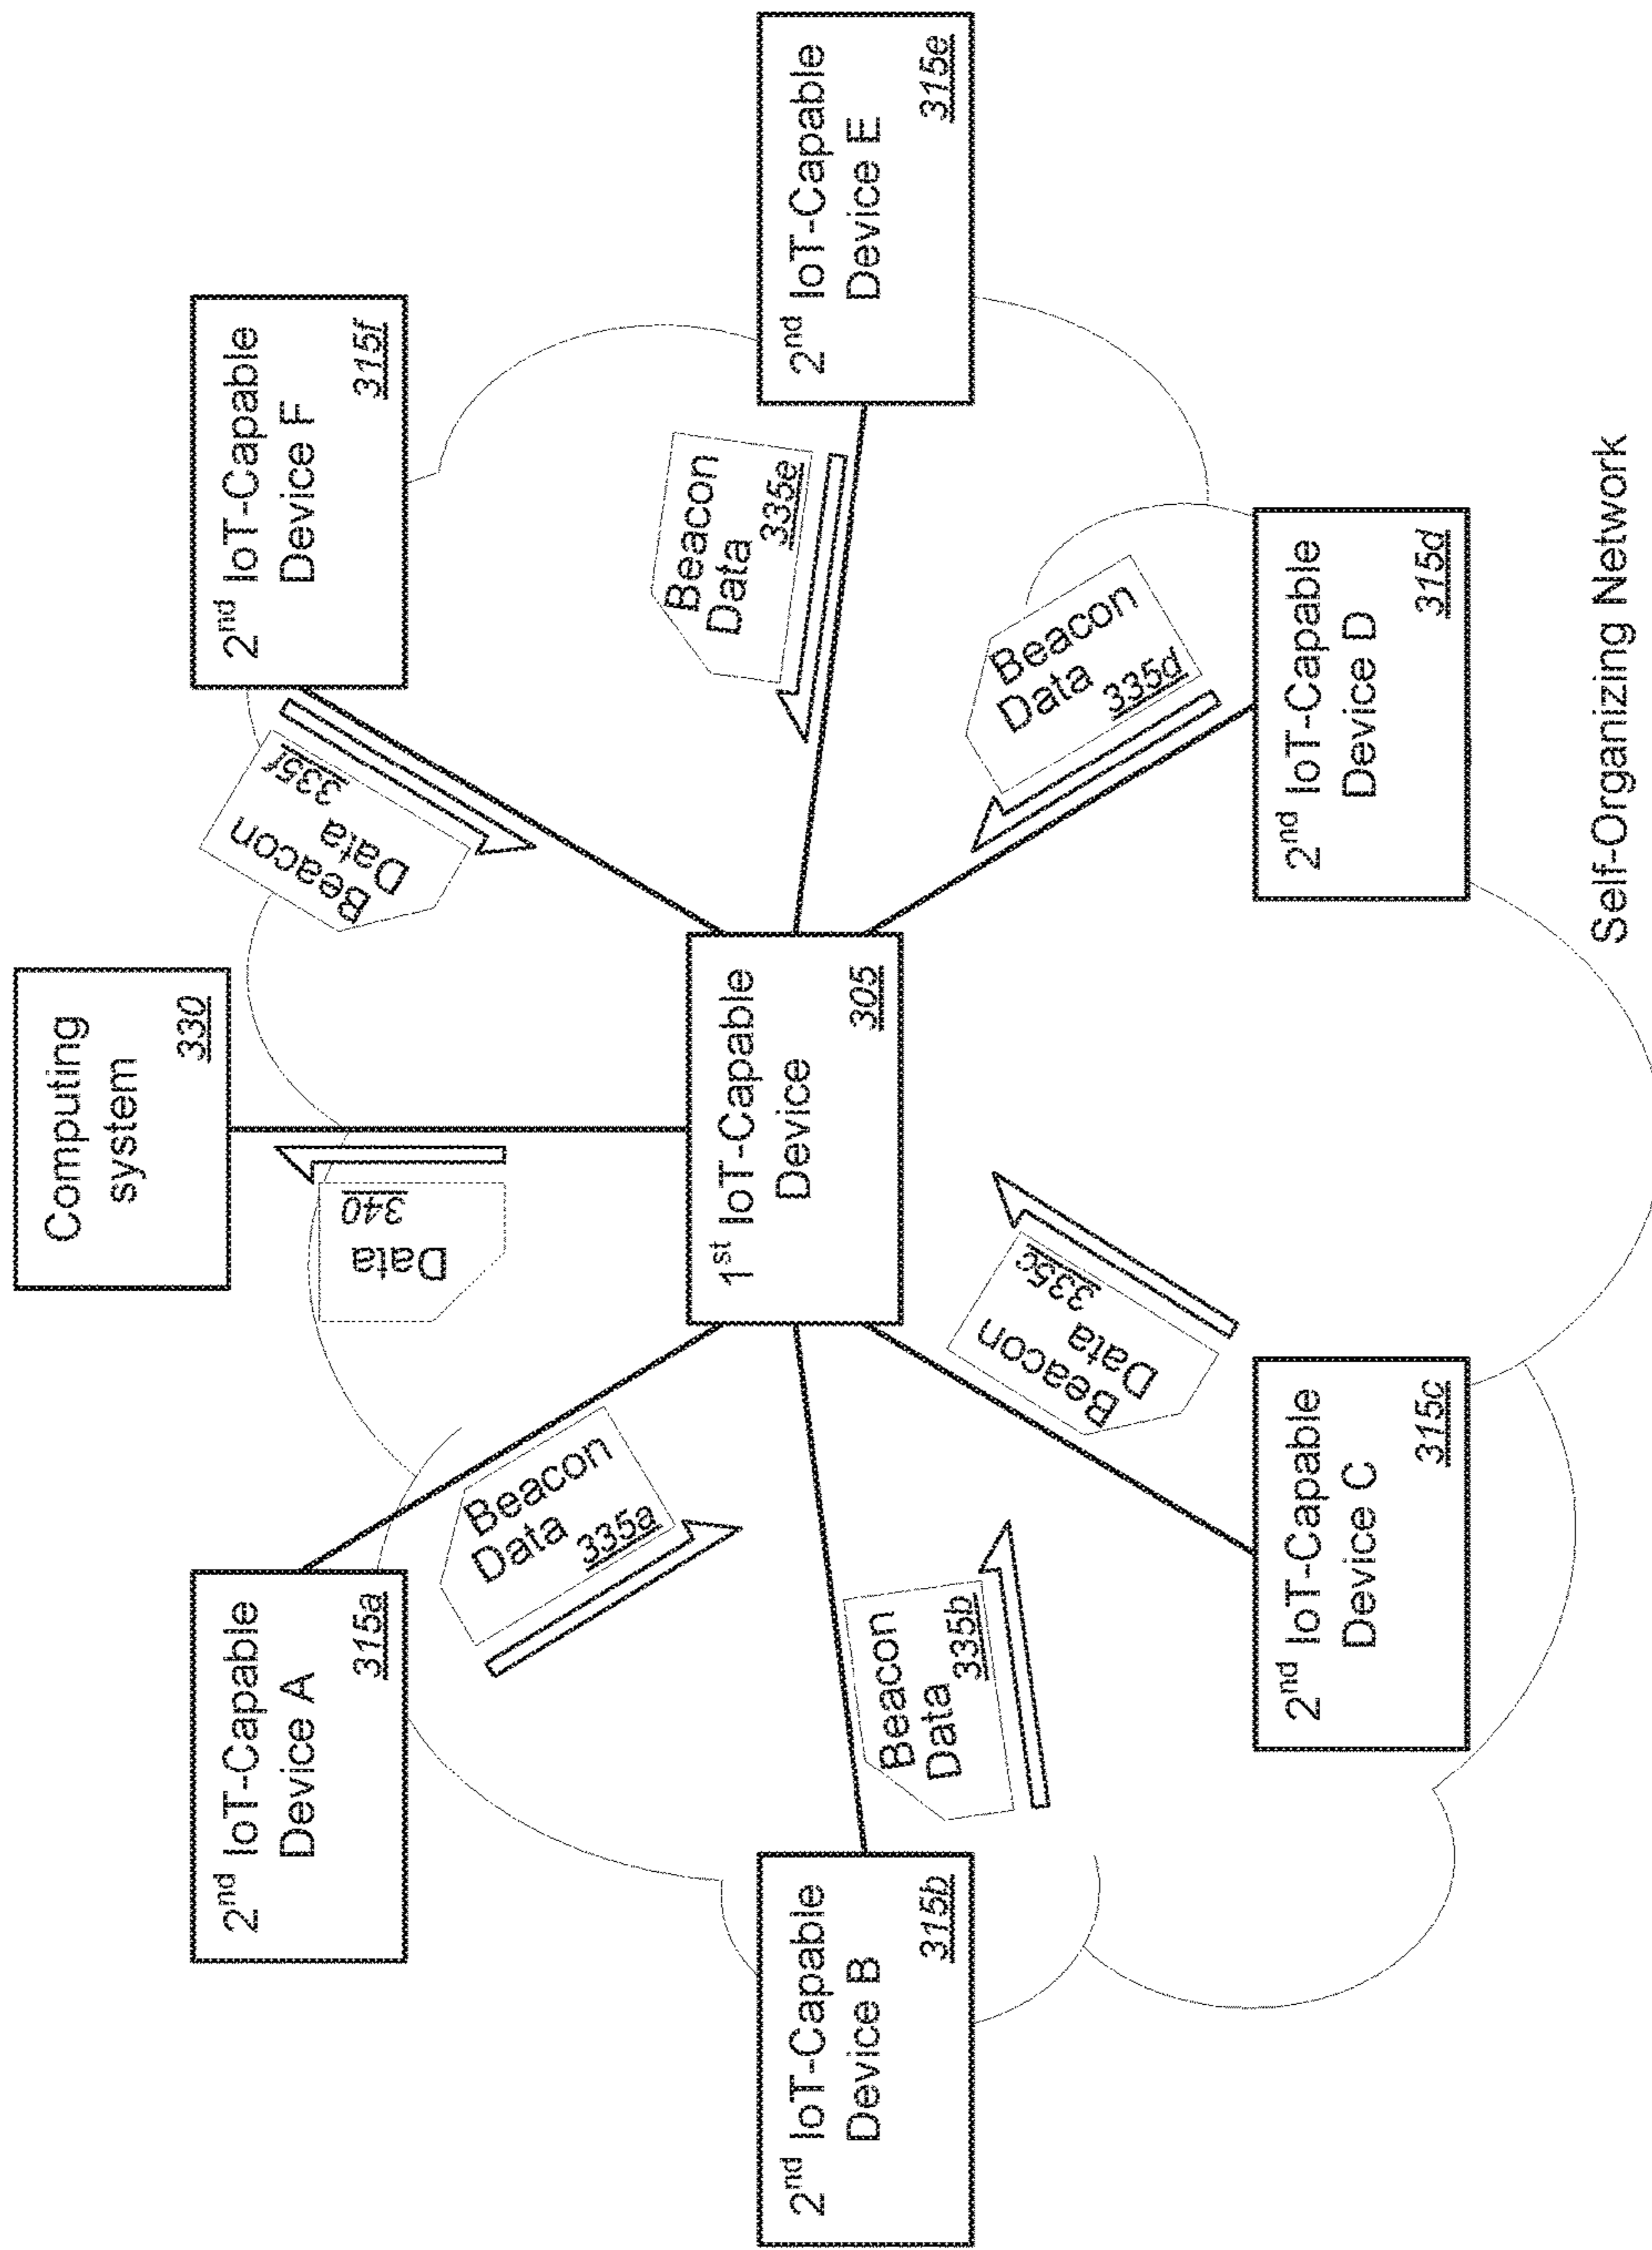 Computing
system
330
2nd IoT-Capable
Device A
315a
2nd IoT-Capable
Device F
315f
Data
340
Beacon
Data
335a
Beacon
Data
335f
2nd IoT-Capable
Device B
315b
Beacon
Data
335b
1st IoT-Capable
Device
305
Beacon
Data
335e
2nd IoT-Capable
Device E
315e
Beacon
Data
335c
Beacon
Data
335d
2nd IoT-Capable
Device C
315c
2nd IoT-Capable
Device D
315d
Self-Organizing Network